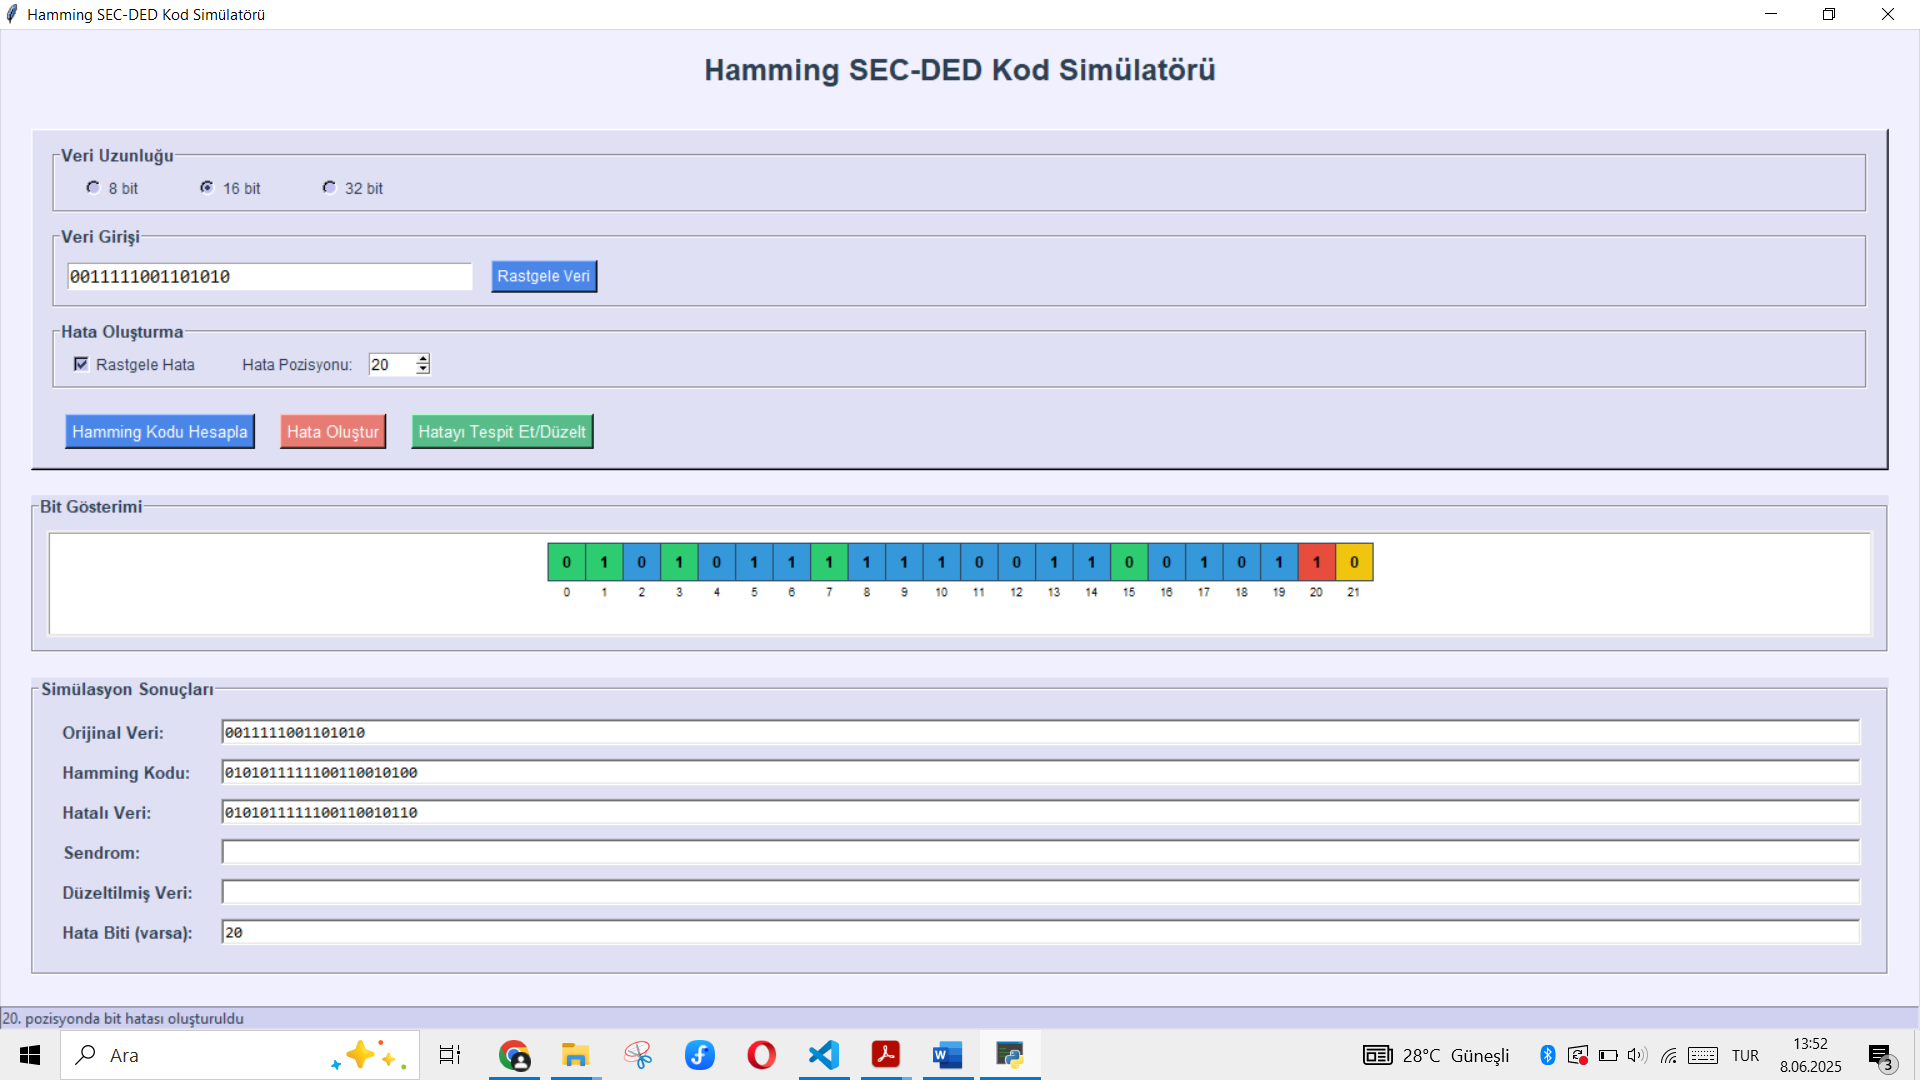 Hamming SEC-DED Kod Simülatörü
Hamming SEC-DED Kod Simülatörü
Veri Uzunluğu
8 bit 16 bit 32 bit
Veri Girişi
0011111001101010 Rastgele Veri
Hata Oluşturma
Rastgele Hata Hata Pozisyonu: 20
Hamming Kodu Hesapla Hata Oluştur Hatayı Tespit Et/Düzelt
Bit Gösterimi
0 1 0 1 0 1 1 1 1 1 1 0 0 1 1 0 0 1 0 1 1 0
0 1 2 3 4 5 6 7 8 9 10 11 12 13 14 15 16 17 18 19 20 21
Simülasyon Sonuçları
Orijinal Veri: 0011111001101010
Hamming Kodu: 0101011111100110010100
Hatalı Veri: 0101011111100110010110
Sendrom:
Düzeltilmiş Veri:
Hata Biti (varsa): 20
20. pozisyonda bit hatası oluşturuldu
Ara 28°C Güneşli TUR 13:52
8.06.2025 3